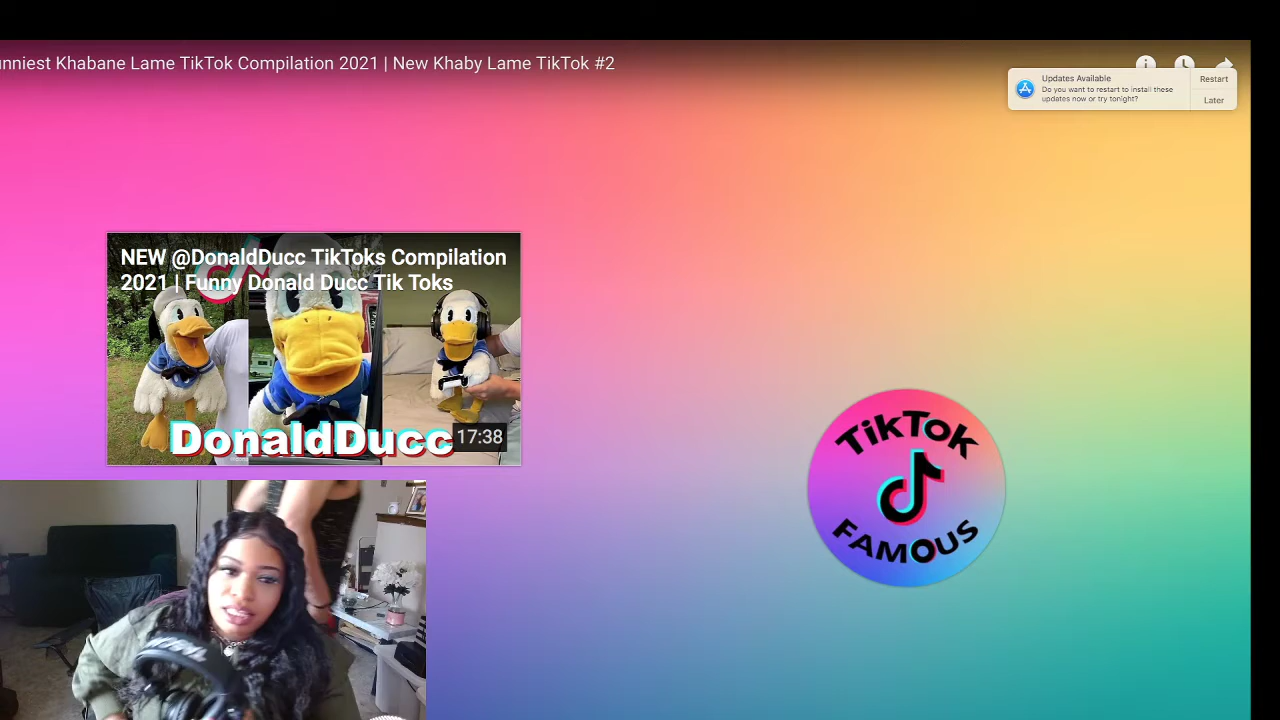 unniest Khabane Lame TikTok Compilation 2021 | New Khaby Lame TikTok #2
Updates Available
Do you want to restart to install these
updates now or try tonight?
Restart
Later
NEW @DonaldDucc TikToks Compilation
2021 | Funny Donald Ducc Tik Toks
DonaldDucc
17:38
TikTok
FAMOUS